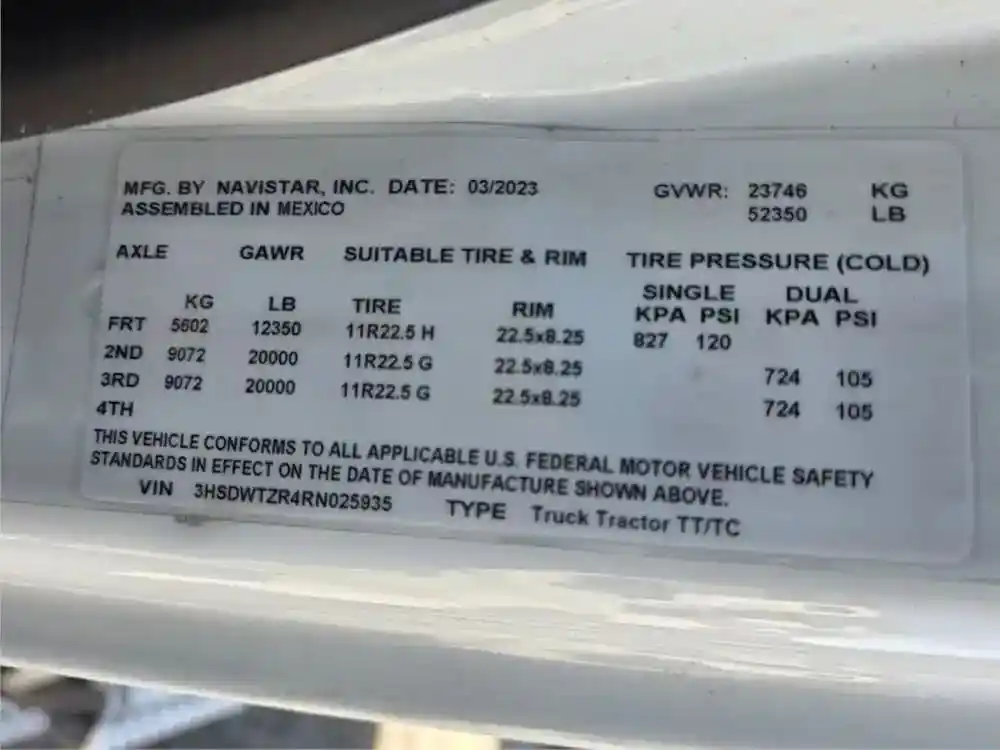 MFG. BY NAVISTAR, INC. DATE: 03/2023 GVWR: 23746 KG
ASSEMBLED IN MEXICO 52350 LB
AXLE GAWR SUITABLE TIRE & RIM TIRE PRESSURE (COLD)
SINGLE DUAL
KG LB TIRE RIM KPA PSI KPA PSI
FRT 5602 12350 11R22.5 H 22.5x8.25 827 120
2ND 9072 20000 11R22.5 G 22.5x8.25 724 105
3RD 9072 20000 11R22.5 G 22.5x8.25 724 105
4TH
THIS VEHICLE CONFORMS TO ALL APPLICABLE U.S. FEDERAL MOTOR VEHICLE SAFETY
STANDARDS IN EFFECT ON THE DATE OF MANUFACTURE SHOWN ABOVE.
VIN 3HSDWTZR4RN025935 TYPE Truck Tractor TT/TC